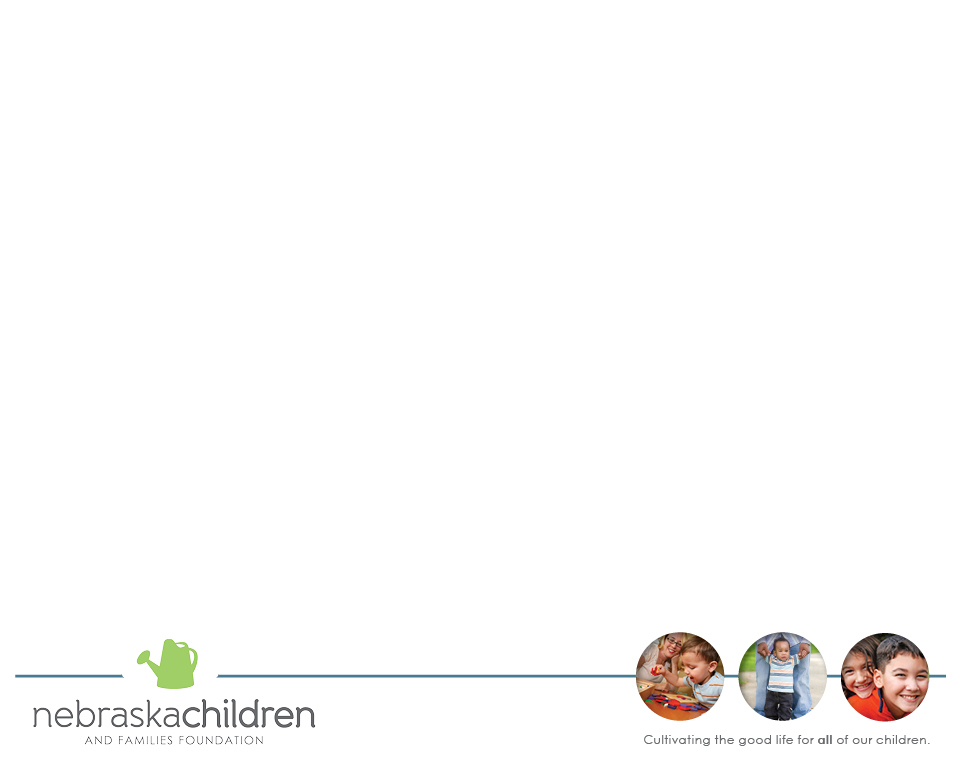 nebraskachildren
AND FAMILIES FOUNDATION
Cultivating the good life for all of our children.